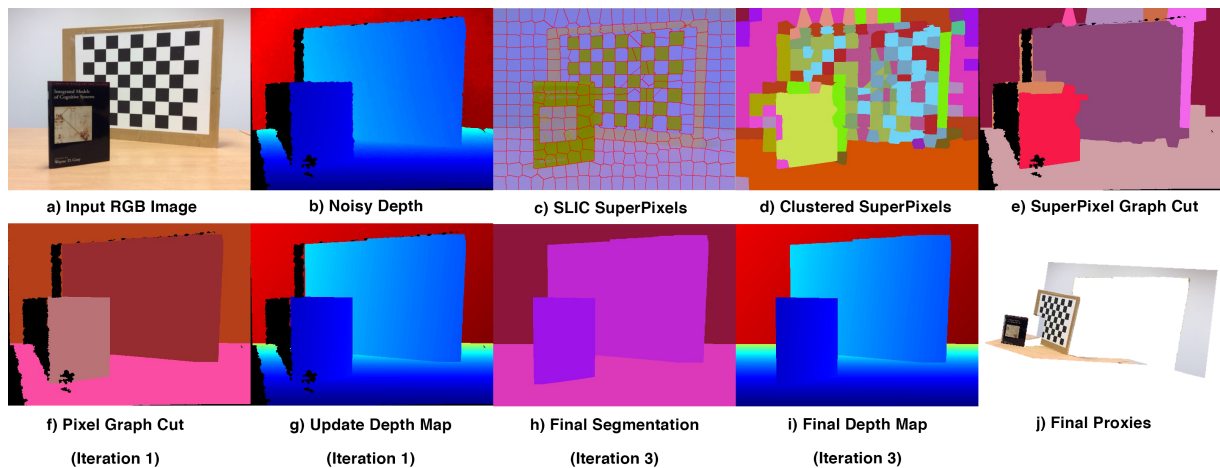 Integrated Models
of Cognitive Systems
Wayne D. Gray
a) Input RGB Image
b) Noisy Depth
c) SLIC SuperPixels
d) Clustered SuperPixels
e) SuperPixel Graph Cut
f) Pixel Graph Cut
(Iteration 1)
g) Update Depth Map
(Iteration 1)
h) Final Segmentation
(Iteration 3)
i) Final Depth Map
(Iteration 3)
j) Final Proxies